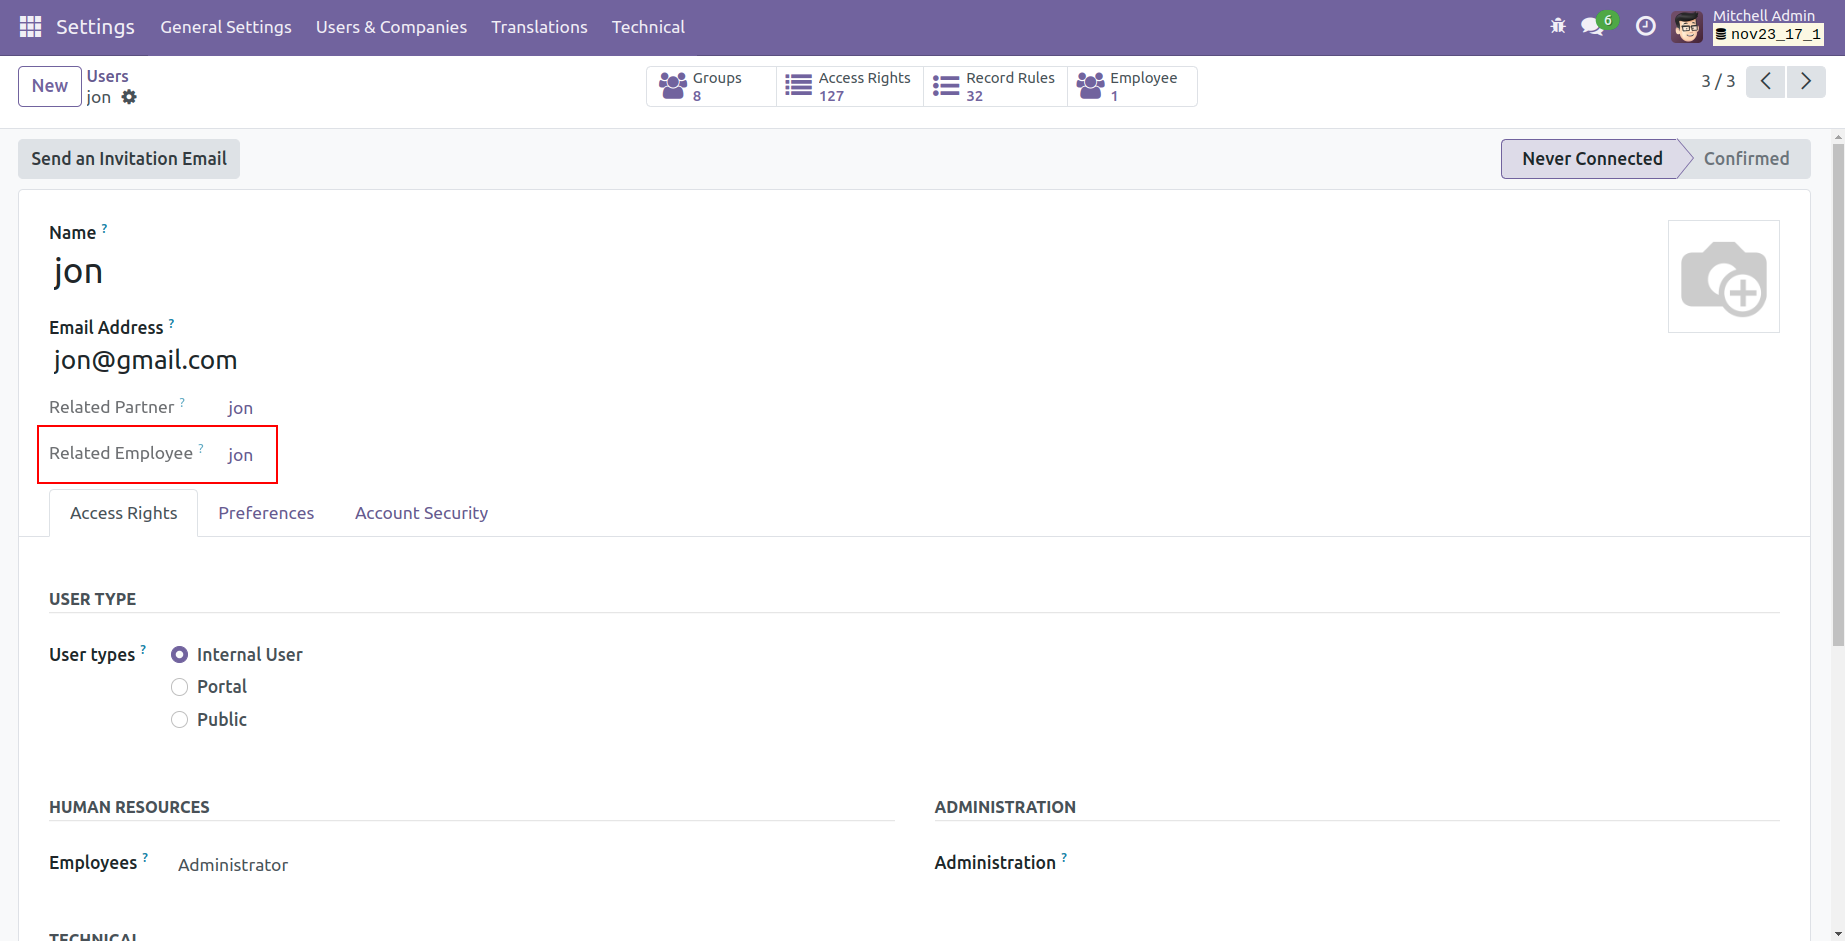 Settings General Settings Users & Companies Translations Technical 6 Mitchell Admin
nov23_17_1
New Users
jon
Groups
8
Access Rights
127
Record Rules
32
Employee
1
3 / 3
Send an Invitation Email
Never Connected Confirmed
Name ?
jon
Email Address ?
jon@gmail.com
Related Partner ? jon
Related Employee ? jon
Access Rights Preferences Account Security
USER TYPE
User types ? Internal User
Portal
Public
HUMAN RESOURCES
Employees ? Administrator
ADMINISTRATION
Administration ?
TECHNICAL